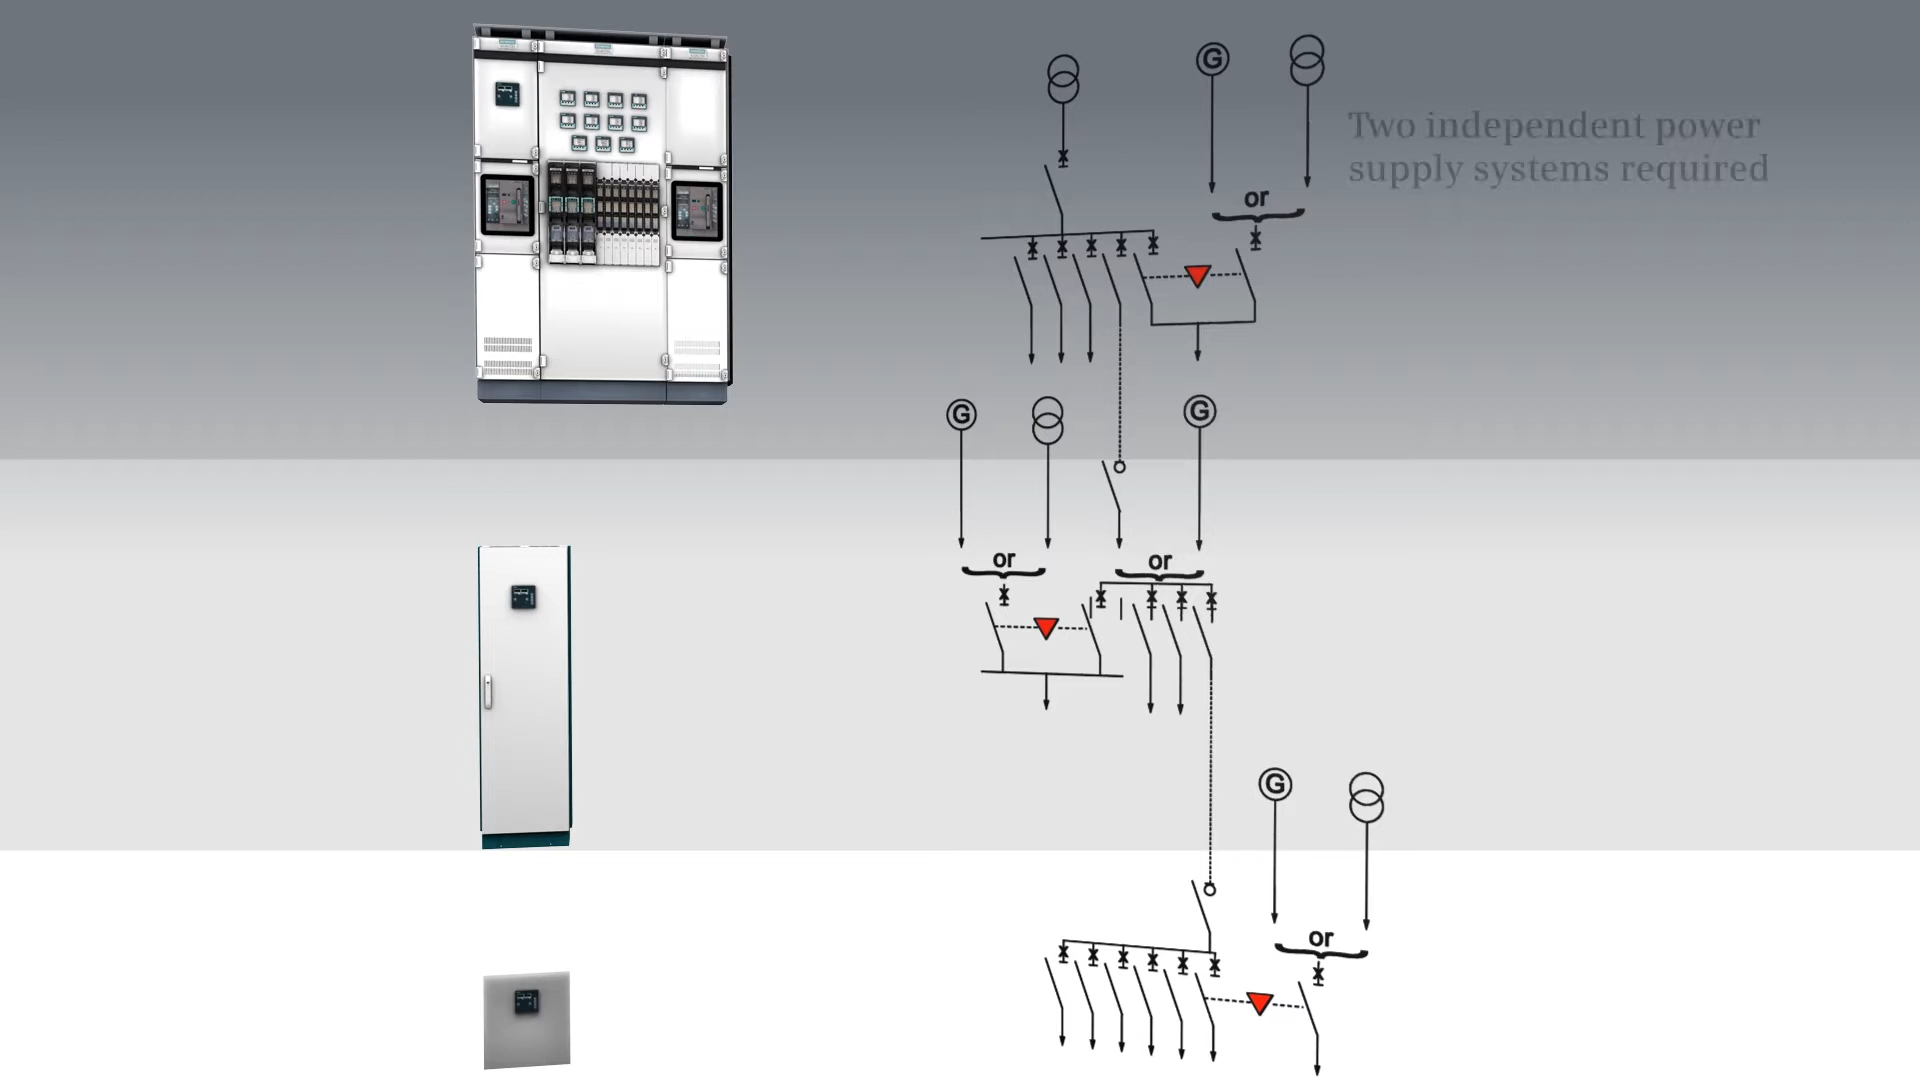 G
Two independent power
supply systems required
or
G
G
or
or
G
or